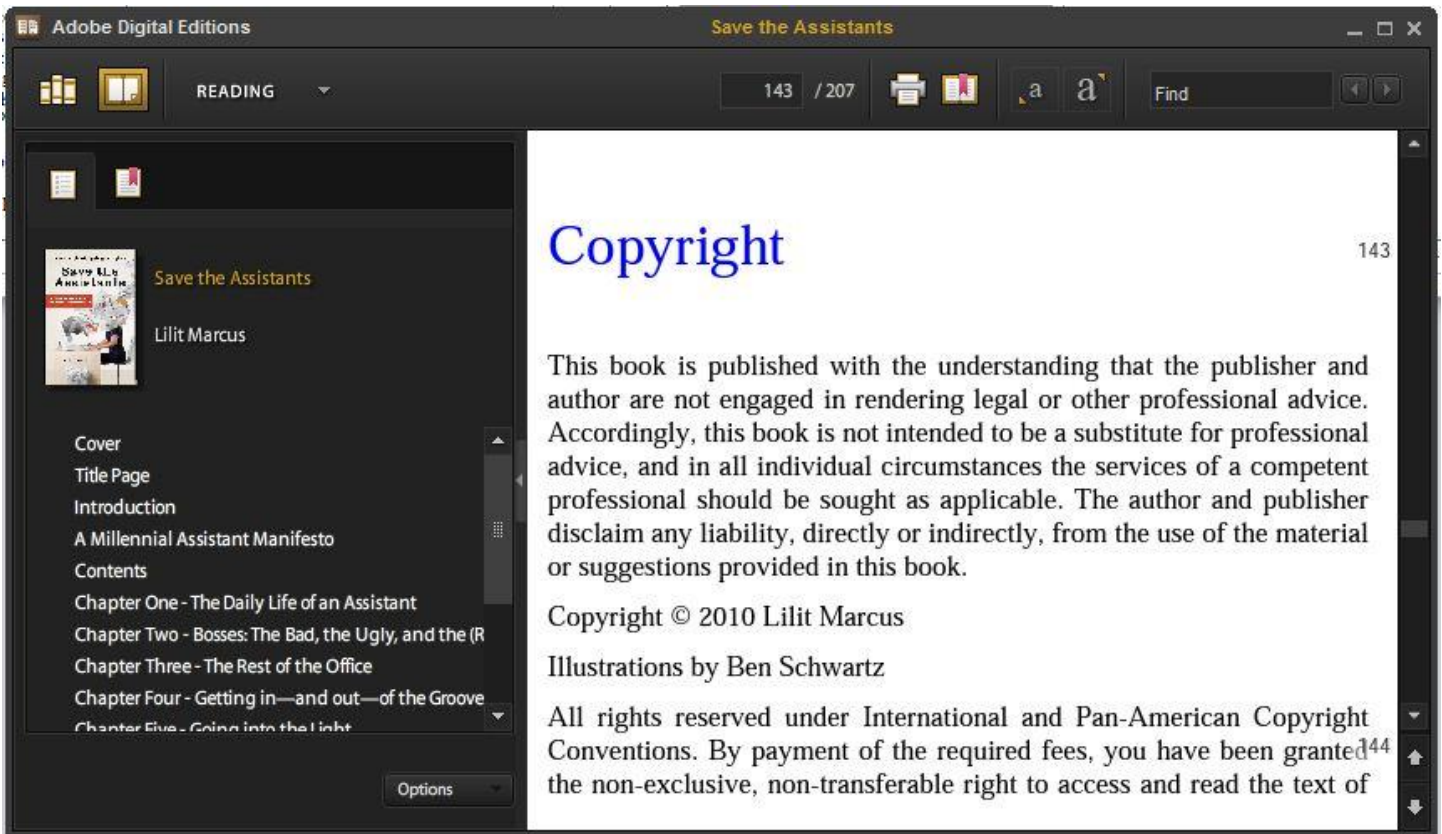 Adobe Digital Editions
Save the Assistants
READING
143 / 207
a a
Find
Save the
Assistants
Save the Assistants
Lilit Marcus
Cover
Title Page
Introduction
A Millennial Assistant Manifesto
Contents
Chapter One - The Daily Life of an Assistant
Chapter Two - Bosses: The Bad, the Ugly, and the (R
Chapter Three - The Rest of the Office
Chapter Four - Getting in—and out—of the Groove
Chapter Five - Going into the Light
Options
Copyright
143
This book is published with the understanding that the publisher and
author are not engaged in rendering legal or other professional advice.
Accordingly, this book is not intended to be a substitute for professional
advice, and in all individual circumstances the services of a competent
professional should be sought as applicable. The author and publisher
disclaim any liability, directly or indirectly, from the use of the material
or suggestions provided in this book.
Copyright © 2010 Lilit Marcus
Illustrations by Ben Schwartz
All rights reserved under International and Pan-American Copyright
Conventions. By payment of the required fees, you have been granted
144
the non-exclusive, non-transferable right to access and read the text of